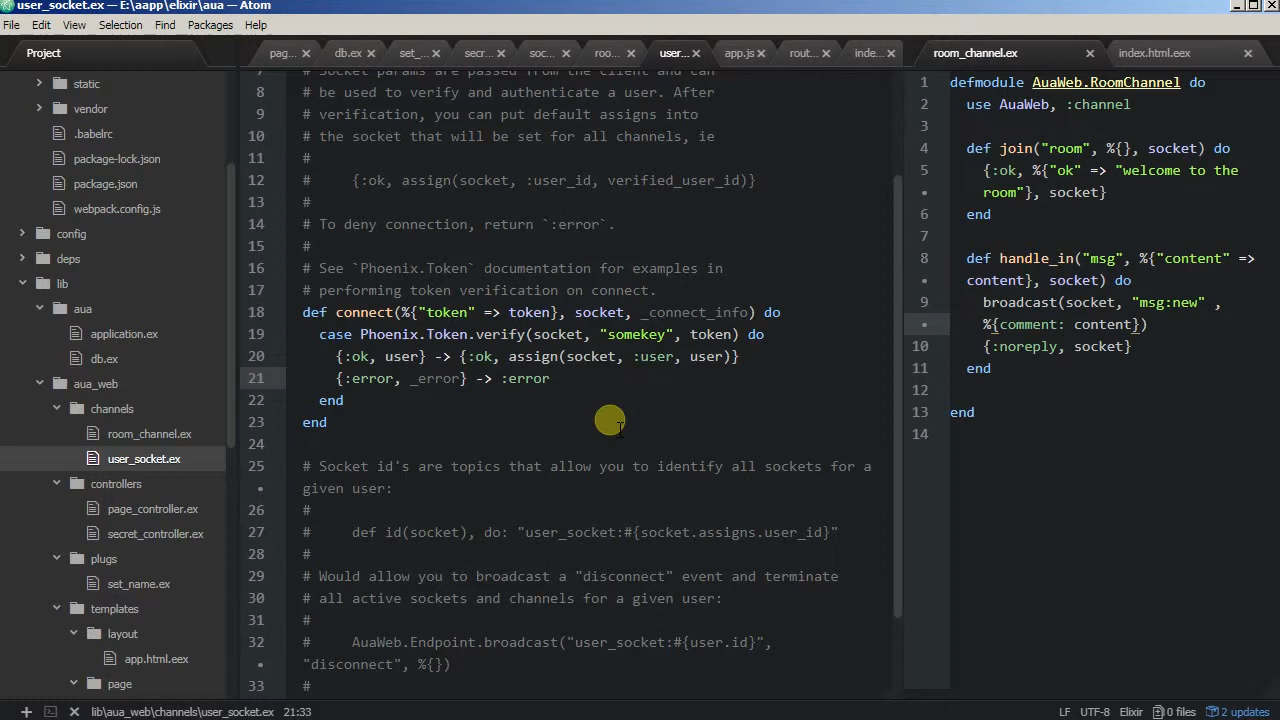 user_socket.ex — E:\aapp\elixir\aua — Atom
File Edit View Selection Find Packages Help
Project
static
vendor
.babelrc
package-lock.json
package.json
webpack.config.js
config
deps
lib
aua
application.ex
db.ex
aua_web
channels
room_channel.ex
user_socket.ex
controllers
page_controller.ex
secret_controller.ex
plugs
set_name.ex
templates
layout
app.html.eex
page
pag... db.ex set_... secr... soc... roo... user... app.js rout... inde...
7 # Socket params are passed from the client and can
8 # be used to verify and authenticate a user. After
9 # verification, you can put default assigns into
10 # the socket that will be set for all channels, ie
11 #
12 # {:ok, assign(socket, :user_id, verified_user_id)}
13 #
14 # To deny connection, return `:error`.
15 #
16 # See `Phoenix.Token` documentation for examples in
17 # performing token verification on connect.
18 def connect(%{"token" => token}, socket, _connect_info) do
19 case Phoenix.Token.verify(socket, "somekey", token) do
20 {:ok, user} -> {:ok, assign(socket, :user, user)}
21 {:error, _error} -> :error
22 end
23 end
24
25 # Socket id's are topics that allow you to identify all sockets for a
• given user:
26 #
27 # def id(socket), do: "user_socket:#{socket.assigns.user_id}"
28 #
29 # Would allow you to broadcast a "disconnect" event and terminate
30 # all active sockets and channels for a given user:
31 #
32 # AuaWeb.Endpoint.broadcast("user_socket:#{user.id}",
• "disconnect", %{})
33 #
room_channel.ex index.html.eex
1 defmodule AuaWeb.RoomChannel do
2 use AuaWeb, :channel
3
4 def join("room", %{}, socket) do
5 {:ok, %{"ok" => "welcome to the
• room"}, socket}
6 end
7
8 def handle_in("msg", %{"content" =>
• content}, socket) do
9 broadcast(socket, "msg:new" ,
• %{comment: content})
10 {:noreply, socket}
11 end
12
13 end
14
lib\aua_web\channels\user_socket.ex 21:33
LF UTF-8 Elixir 0 files 2 updates